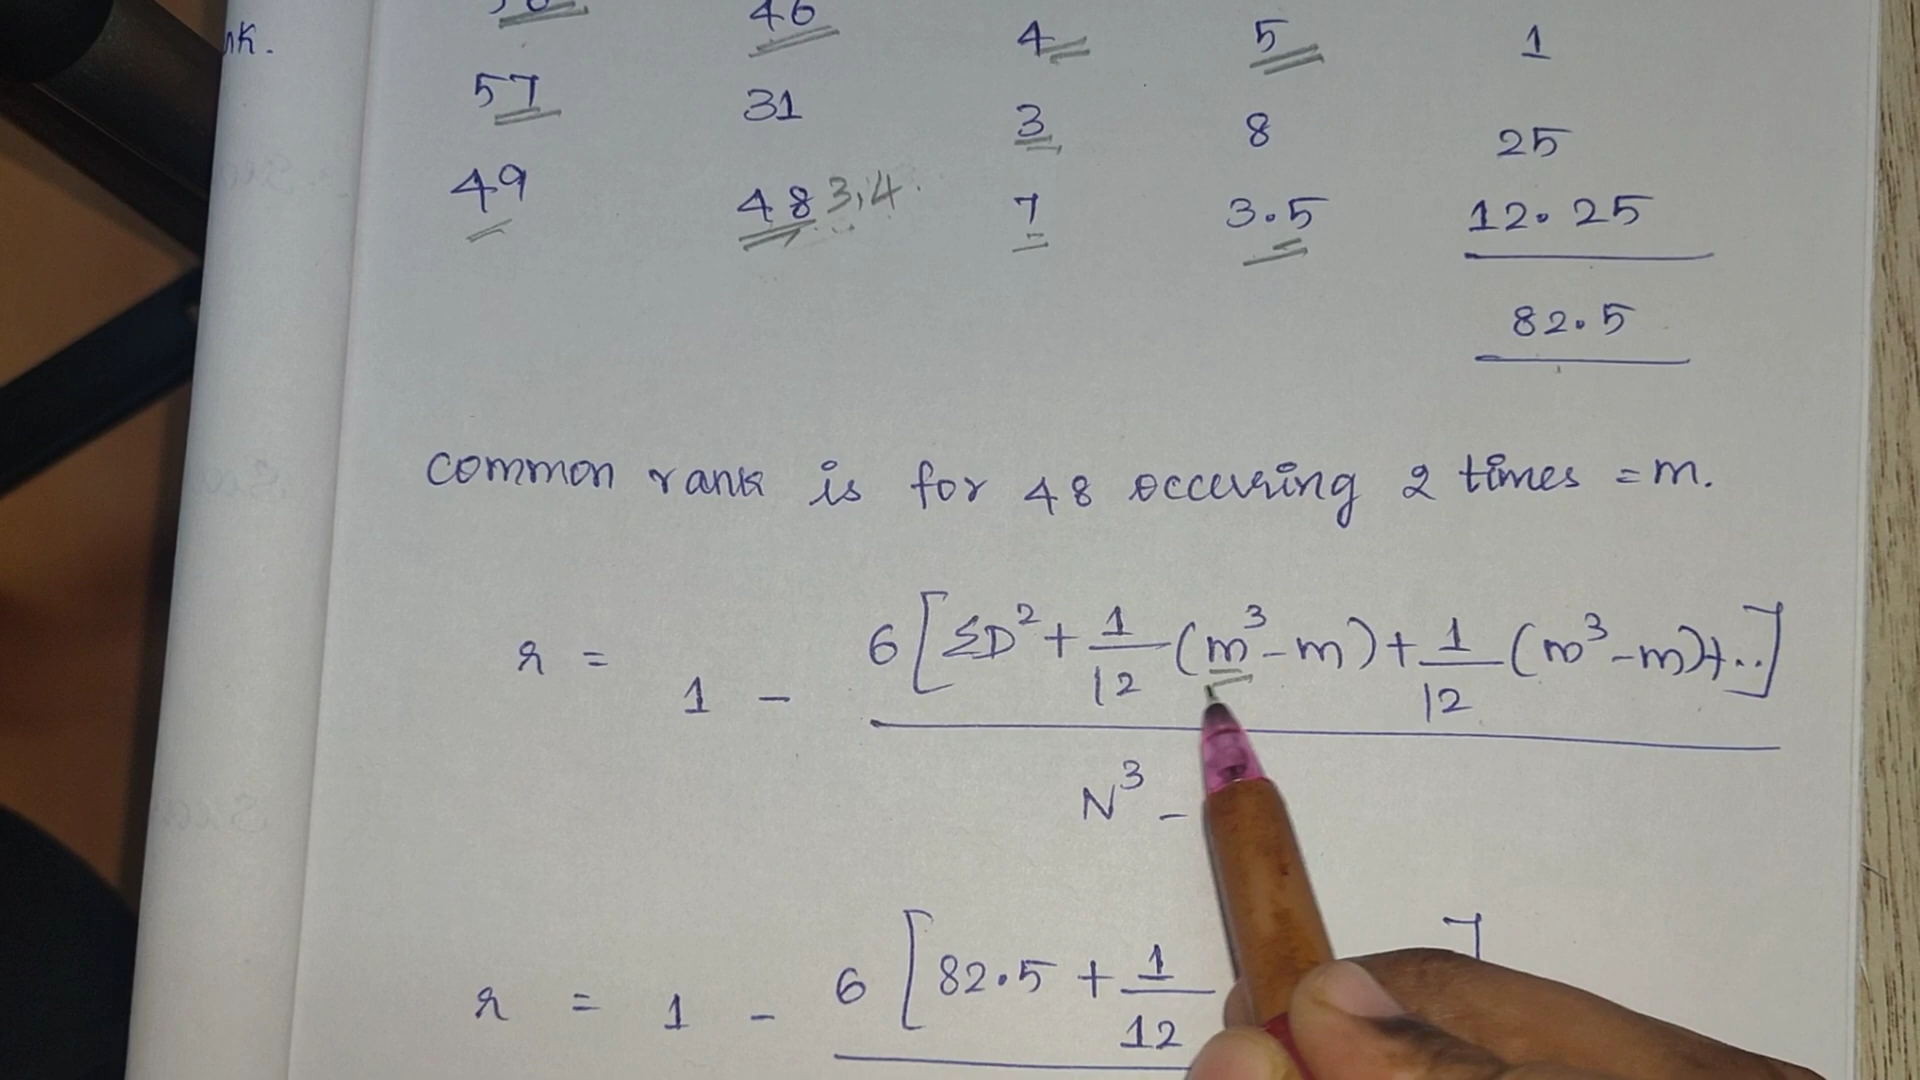 46 4 5 1
57 31 3 8 25
49 48 3,4. 7 3.5 12.25
82.5
common rank is for 48 occuring 2 times = m.
r = 1 - 6[ΣD² + 1/12 (m³-m) + 1/12 (m³-m)+..]
N³ -
r = 1 - 6 [82.5 + 1/12 ]